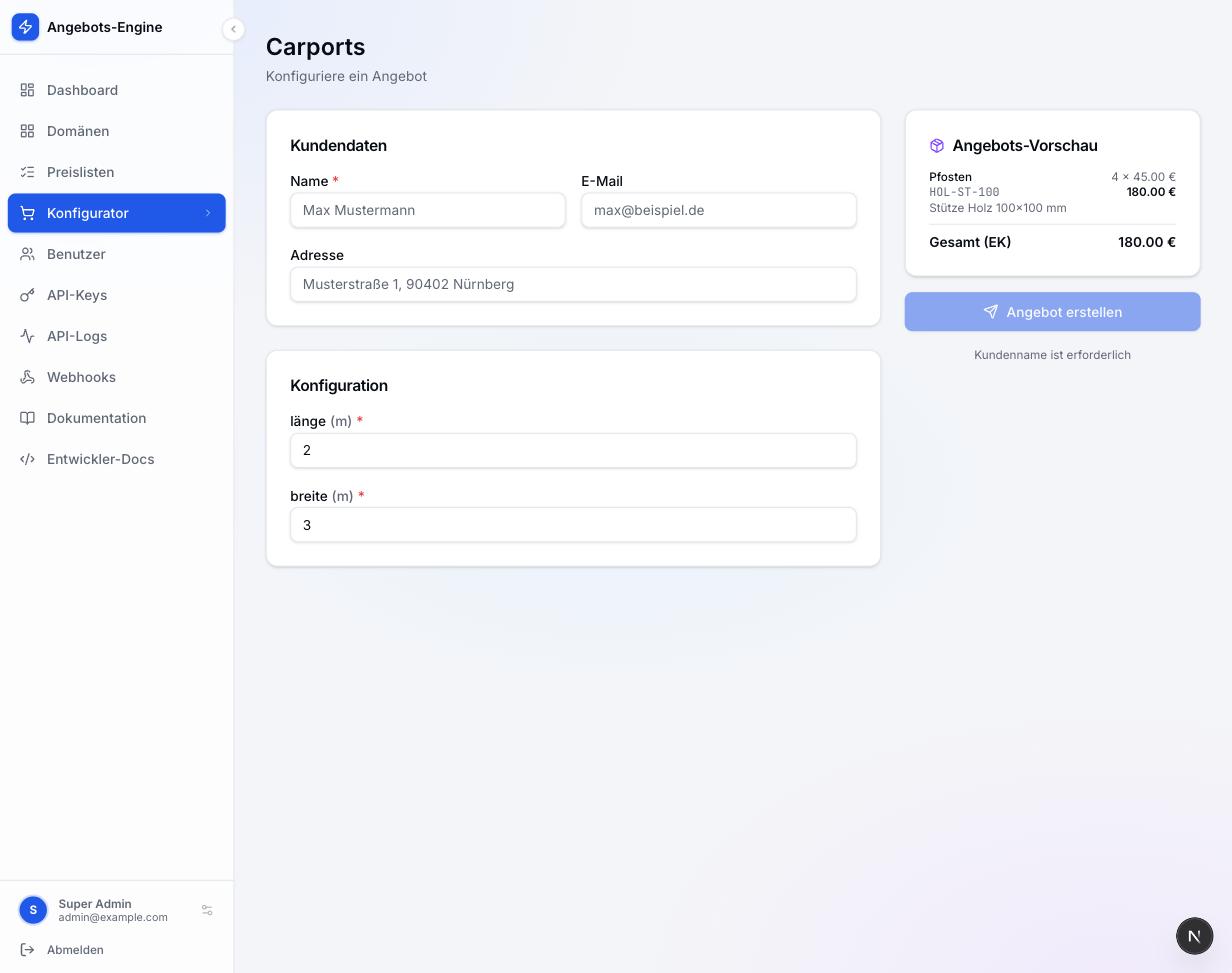 Angebots-Engine
Dashboard
Domänen
Preislisten
Konfigurator
Benutzer
API-Keys
API-Logs
Webhooks
Dokumentation
Entwickler-Docs
S
Super Admin
admin@example.com
Abmelden
Carports
Konfiguriere ein Angebot
Kundendaten
Name * E-Mail
Max Mustermann max@beispiel.de
Adresse
Musterstraße 1, 90402 Nürnberg
Konfiguration
länge (m) *
2
breite (m) *
3
Angebots-Vorschau
Pfosten 4 × 45.00 €
HOL-ST-100 180.00 €
Stütze Holz 100×100 mm
Gesamt (EK) 180.00 €
Angebot erstellen
Kundenname ist erforderlich
N